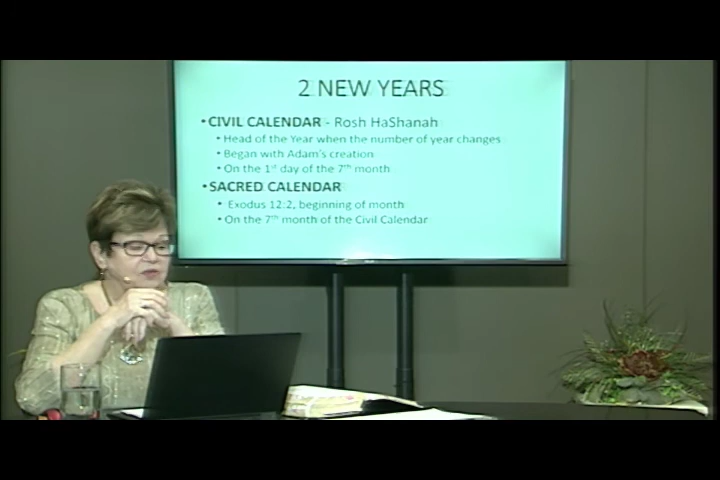 2 NEW YEARS
• CIVIL CALENDAR - Rosh HaShanah
• Head of the Year when the number of year changes
• Began with Adam's creation
• On the 1st day of the 7th month
• SACRED CALENDAR
• Exodus 12:2, beginning of month
• On the 7th month of the Civil Calendar